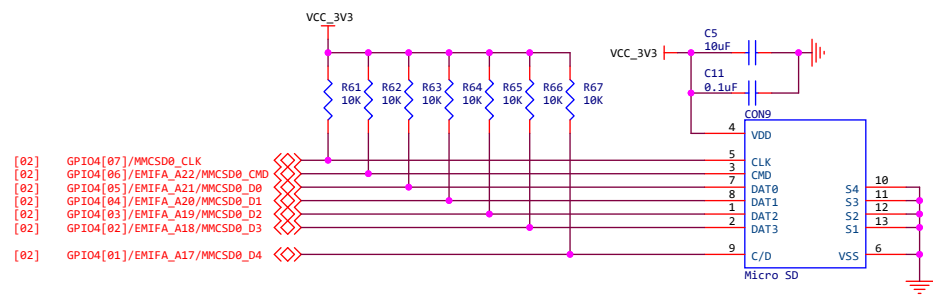 VCC_3V3
C5
10uF
VCC_3V3
C11
0.1uF
R61 R62 R63 R64 R65 R66 R67
10K 10K 10K 10K 10K 10K 10K
CON9
4 VDD
[02] GPIO4[07]/MMCSD0_CLK 5 CLK
[02] GPIO4[06]/EMIFA_A22/MMCSD0_CMD 3 CMD
[02] GPIO4[05]/EMIFA_A21/MMCSD0_D0 7 DAT0 S4 10
[02] GPIO4[04]/EMIFA_A20/MMCSD0_D1 8 DAT1 S3 11
[02] GPIO4[03]/EMIFA_A19/MMCSD0_D2 1 DAT2 S2 12
[02] GPIO4[02]/EMIFA_A18/MMCSD0_D3 2 DAT3 S1 13
[02] GPIO4[01]/EMIFA_A17/MMCSD0_D4 9 C/D VSS 6
Micro SD